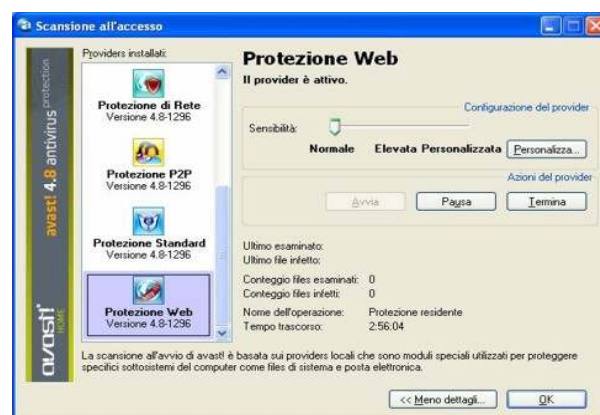 Scansione all'accesso
avast! 4.8 antivirus protection
avast!
HOME
Providers installati:
Protezione di Rete
Versione 4.8-1296
Protezione P2P
Versione 4.8-1296
Protezione Standard
Versione 4.8-1296
Protezione Web
Versione 4.8-1296
Protezione Web
Il provider è attivo.
Configurazione del provider
Sensibilità:
Normale Elevata Personalizzata
Personalizza...
Azioni del provider
Avvia Pausa Termina
Ultimo esaminato:
Ultimo file infetto:
Conteggio files esaminati: 0
Conteggio files infetti: 0
Nome dell'operazione: Protezione residente
Tempo trascorso: 2:56:04
La scansione all'avvio di avast! è basata sui providers locali che sono moduli speciali utilizzati per proteggere
specifici sottosistemi del computer come files di sistema e posta elettronica.
<< Meno dettagli... OK